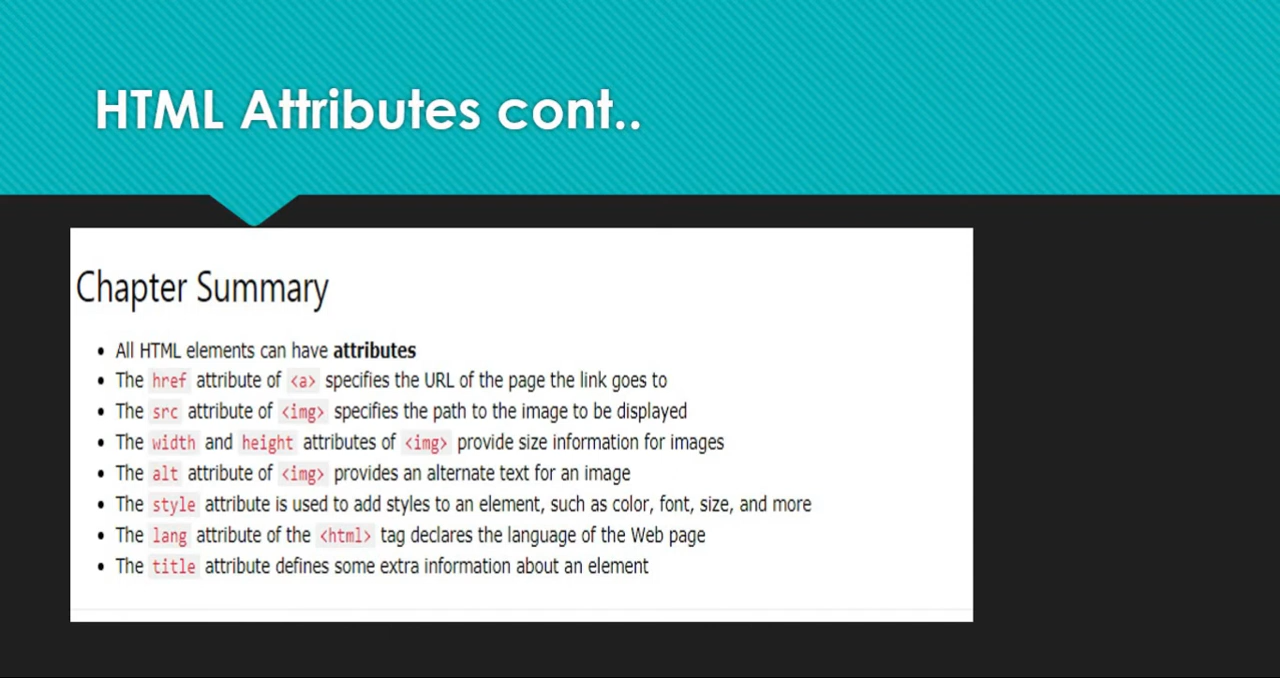 HTML Attributes cont..
Chapter Summary
• All HTML elements can have attributes
• The href attribute of <a> specifies the URL of the page the link goes to
• The src attribute of <img> specifies the path to the image to be displayed
• The width and height attributes of <img> provide size information for images
• The alt attribute of <img> provides an alternate text for an image
• The style attribute is used to add styles to an element, such as color, font, size, and more
• The lang attribute of the <html> tag declares the language of the Web page
• The title attribute defines some extra information about an element